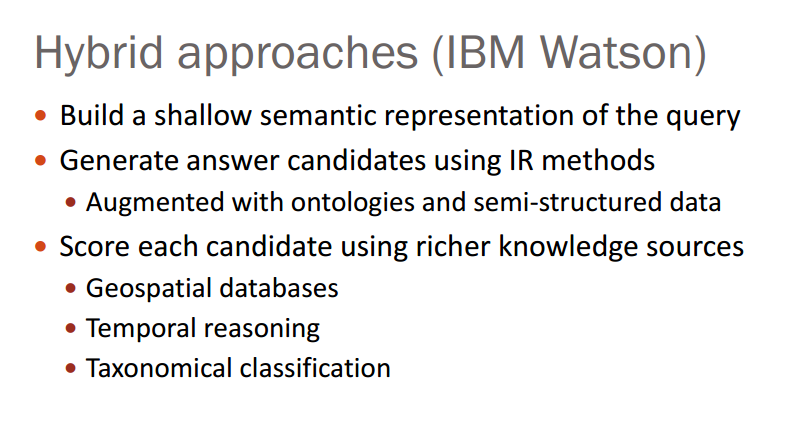 Hybrid approaches (IBM Watson)
• Build a shallow semantic representation of the query
• Generate answer candidates using IR methods
• Augmented with ontologies and semi-structured data
• Score each candidate using richer knowledge sources
• Geospatial databases
• Temporal reasoning
• Taxonomical classification